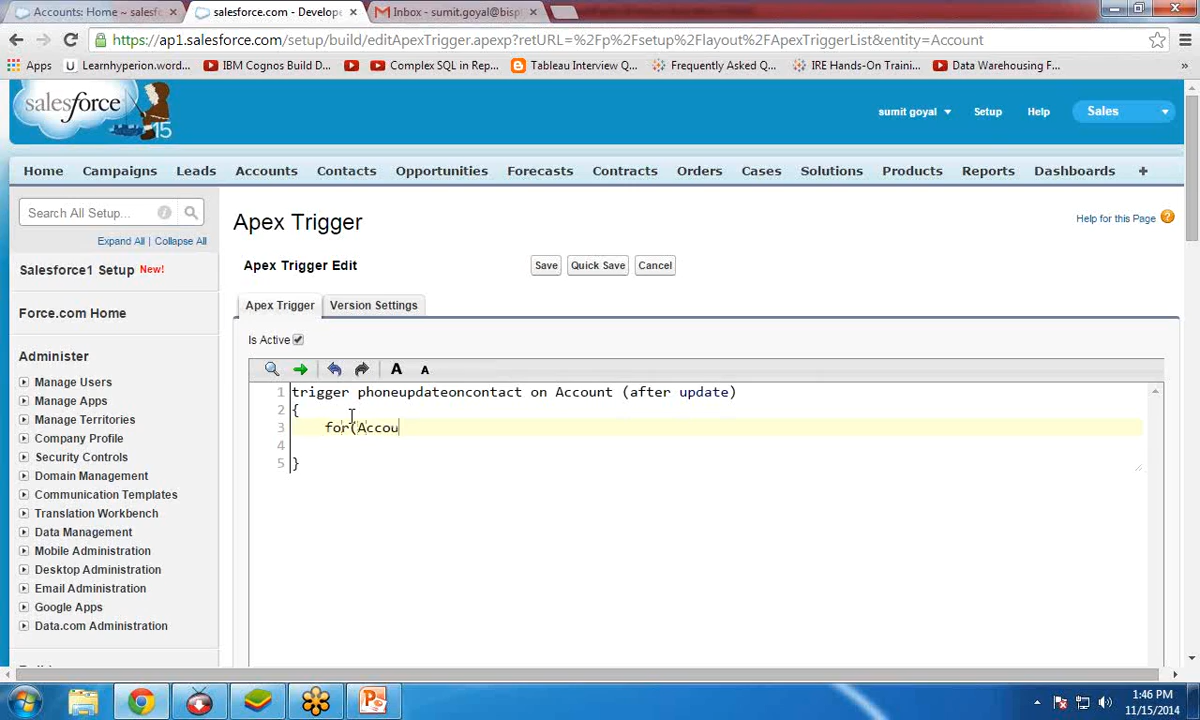 Accounts: Home ~ salesf
salesforce.com - Develope
Inbox - sumit.goyal@bisp
https://ap1.salesforce.com/setup/build/editApexTrigger.apexp?retURL=%2Fp%2Fsetup%2Flayout%2FApexTriggerList&entity=Account
Apps
Learnhyperion.word...
IBM Cognos Build D...
Complex SQL in Rep...
Tableau Interview Q...
Frequently Asked Q...
IRE Hands-On Traini...
Data Warehousing F...
»
salesforce
15
sumit goyal
Setup
Help
Sales
Home
Campaigns
Leads
Accounts
Contacts
Opportunities
Forecasts
Contracts
Orders
Cases
Solutions
Products
Reports
Dashboards
+
Search All Setup...
Expand All | Collapse All
Salesforce1 Setup New!
Force.com Home
Administer
Manage Users
Manage Apps
Manage Territories
Company Profile
Security Controls
Domain Management
Communication Templates
Translation Workbench
Data Management
Mobile Administration
Desktop Administration
Email Administration
Google Apps
Data.com Administration
Apex Trigger
Help for this Page
Apex Trigger Edit
Save
Quick Save
Cancel
Apex Trigger
Version Settings
Is Active
A
A
1 trigger phoneupdateoncontact on Account (after update)
2 {
3 for(Accou
4
5 }
1:46 PM
11/15/2014